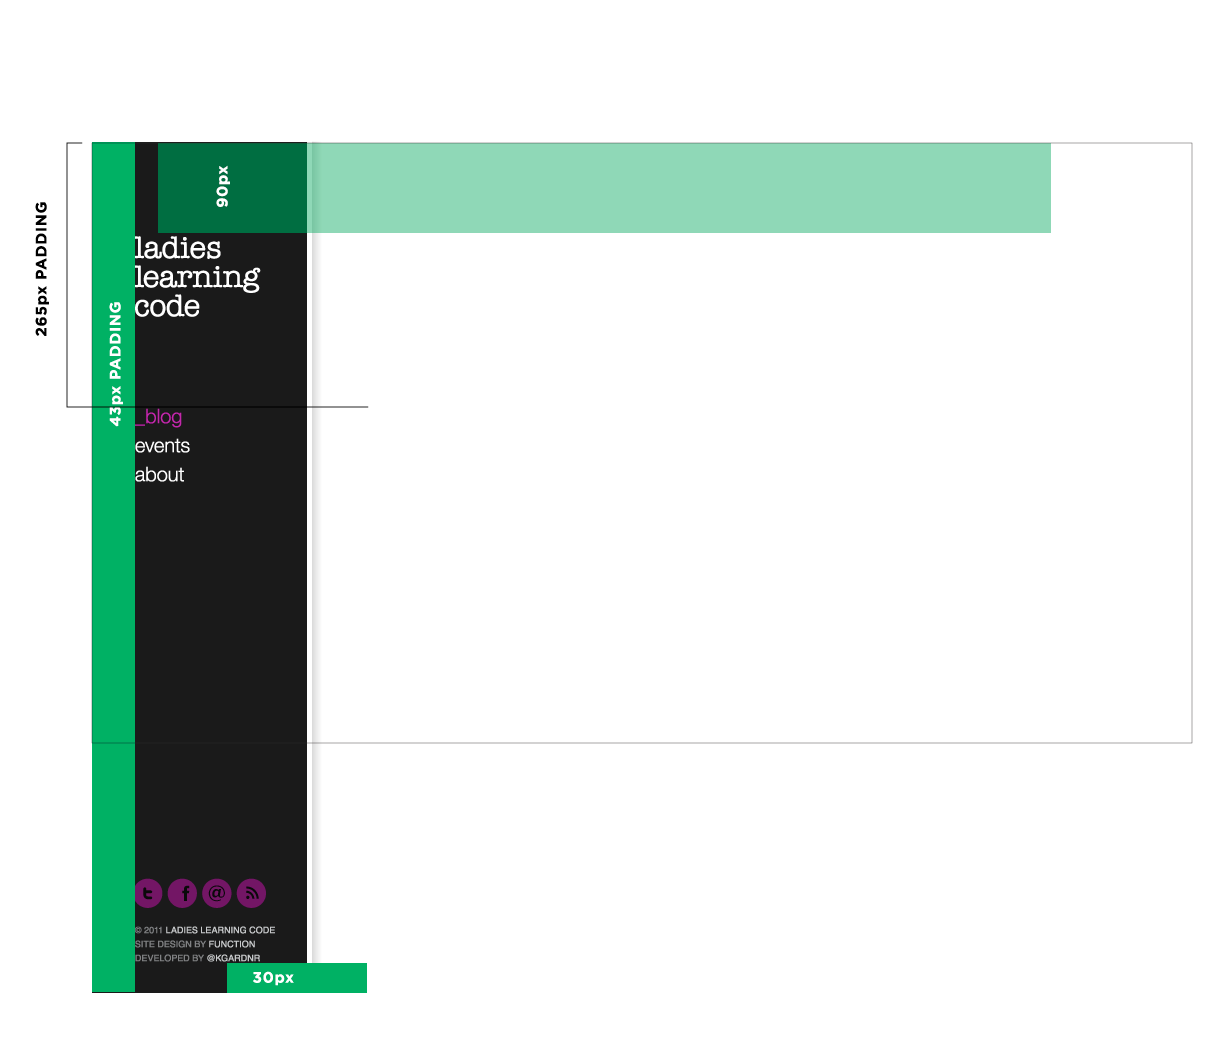 265px PADDING
43px PADDING
90px
ladies
learning
code
_blog
events
about
© 2011 LADIES LEARNING CODE
SITE DESIGN BY FUNCTION
DEVELOPED BY @KGARDNR
30px